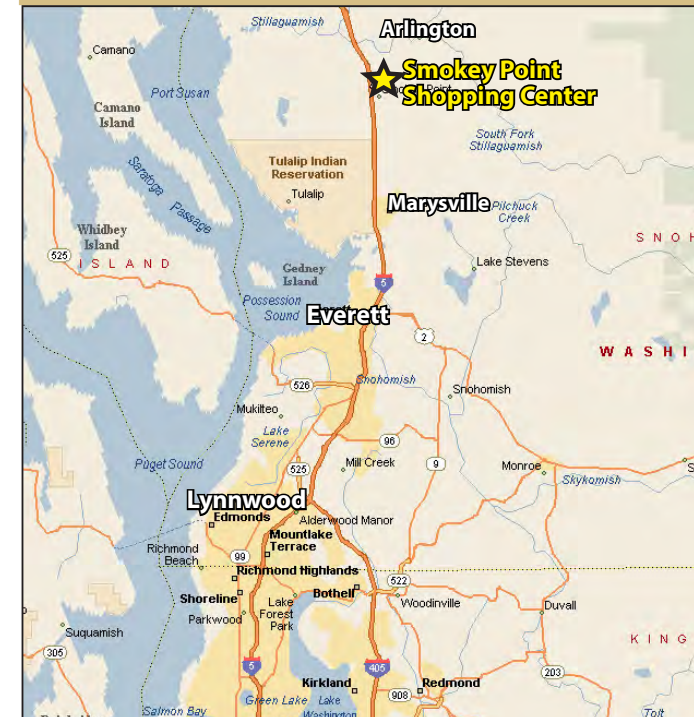 Stillaguamish
Arlington
Camano
Smokey Point
Shopping Center
Port Susan
Camano
Island
South Fork
Stillaguamish
Tulalip Indian
Reservation
Saratoga
Passage
Tulalip
Marysville
Pilchuck
Creek
Whidbey
Island
SNOH
525
ISLAND
Gedney
Island
Lake Stevens
5
Possession
Sound
Everett
2
WASHI
526
Snohomish
Snohomish
Mukilteo
Lake
Serene
96
Puget Sound
525
Mill Creek
9
Monroe
Skykomish
S
Lynnwood
Edmonds
Alderwood Manor
Mountlake
Terrace
Richmond
Beach
99
Richmond Highlands
522
Shoreline
Bothell
Lake
Forest
Park
Woodinville
Duvall
Parkwood
Suquamish
KING
305
5
405
203
Kirkland
Redmond
908
Green Lake
Lake
Washington
Salmon Bay
Tolt